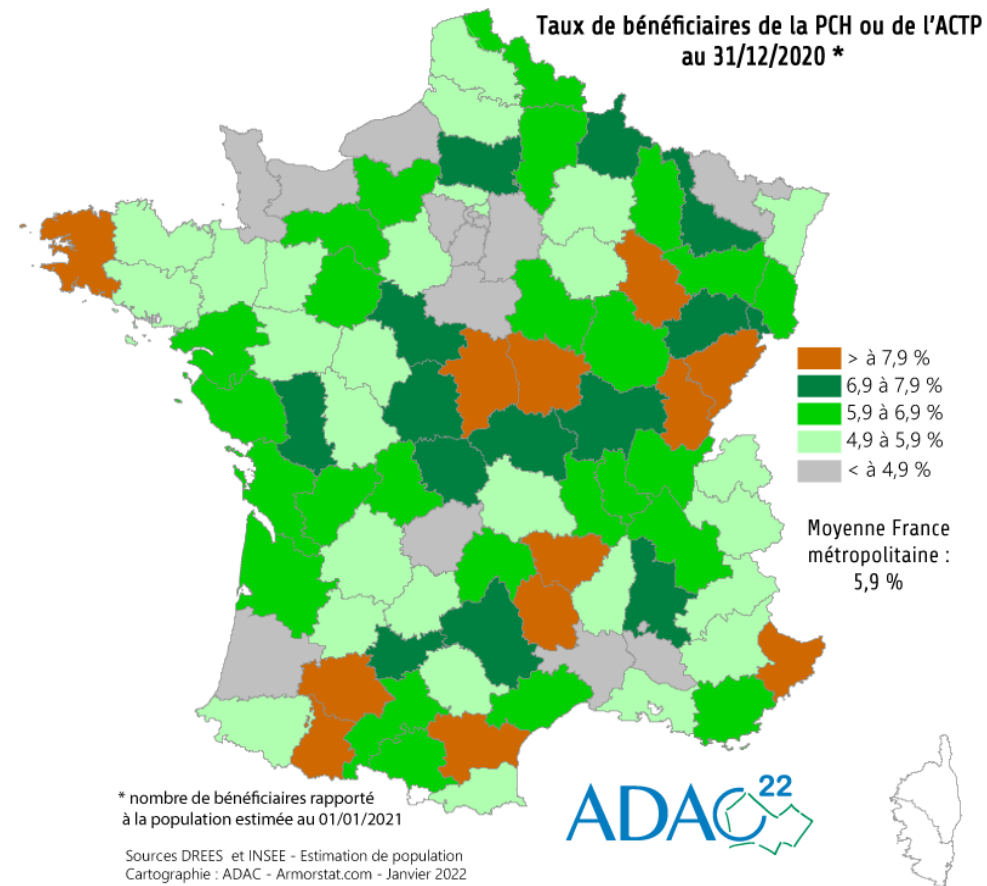 Taux de bénéficiaires de la PCH ou de l'ACTP
au 31/12/2020 *
> à 7,9 %
6,9 à 7,9 %
5,9 à 6,9 %
4,9 à 5,9 %
< à 4,9 %
Moyenne France
métropolitaine :
5,9 %
* nombre de bénéficiaires rapporté
à la population estimée au 01/01/2021
ADAC 22
Sources DREES et INSEE - Estimation de population
Cartographie : ADAC - Armorstat.com - Janvier 2022